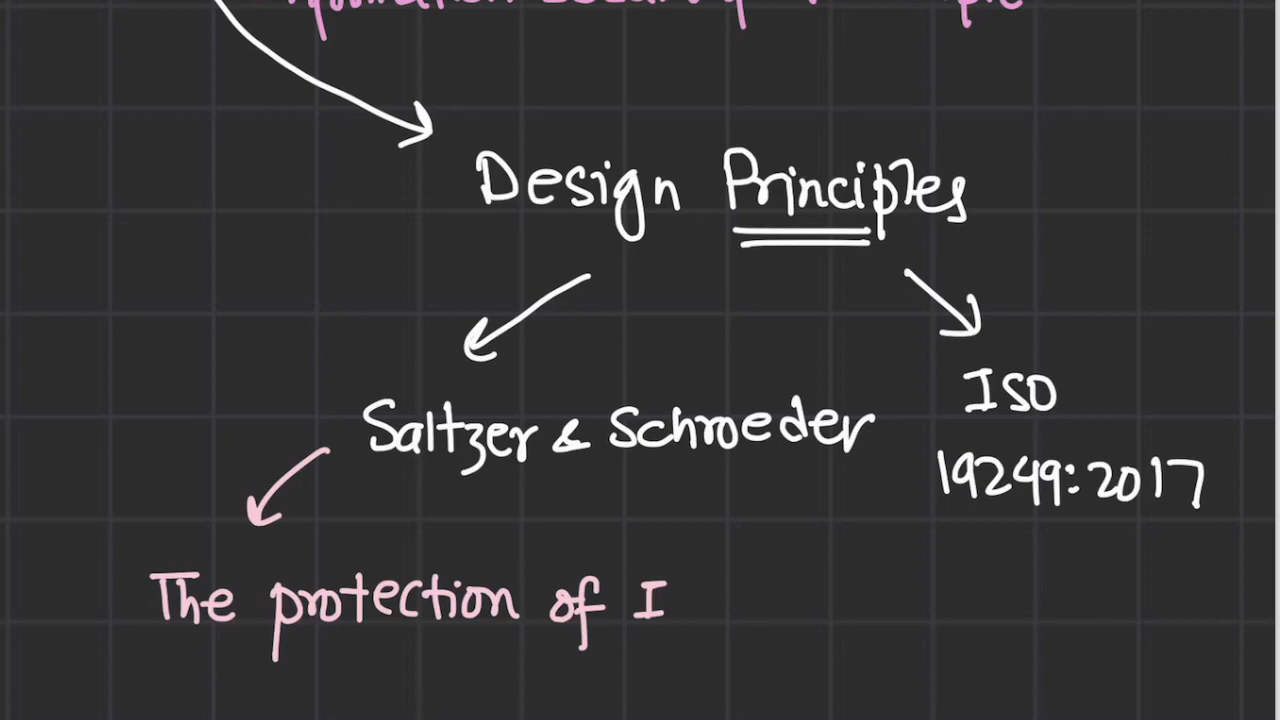 Design Principles
Saltzer & Schroeder
ISO
19249:2017
The protection of I